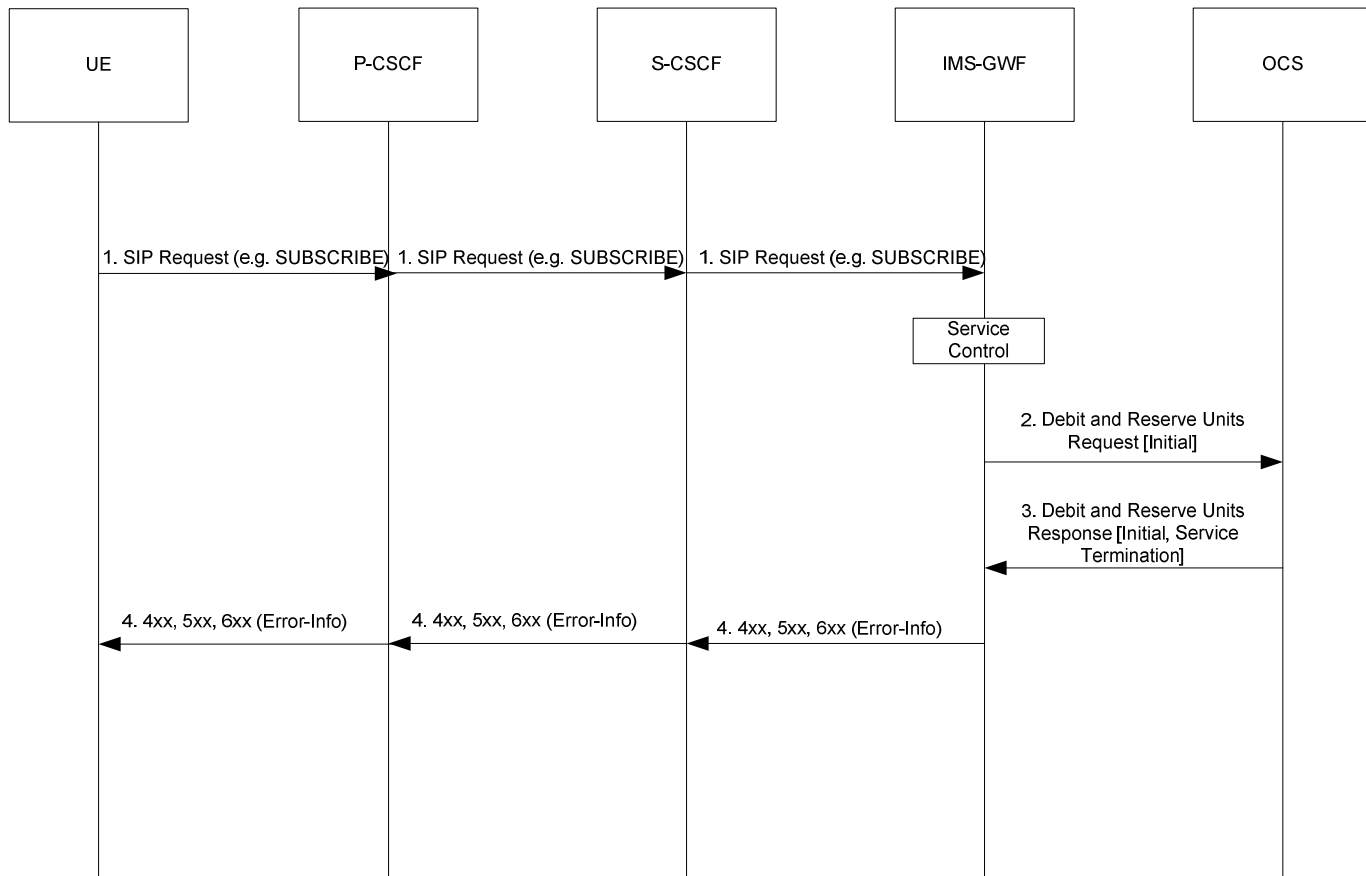 UE
P-CSCF
S-CSCF
IMS-GWF
OCS
1. SIP Request (e.g. SUBSCRIBE)
1. SIP Request (e.g. SUBSCRIBE)
1. SIP Request (e.g. SUBSCRIBE)
Service
Control
2. Debit and Reserve Units
Request [Initial]
3. Debit and Reserve Units
Response [Initial, Service
Termination]
4. 4xx, 5xx, 6xx (Error-Info)
4. 4xx, 5xx, 6xx (Error-Info)
4. 4xx, 5xx, 6xx (Error-Info)